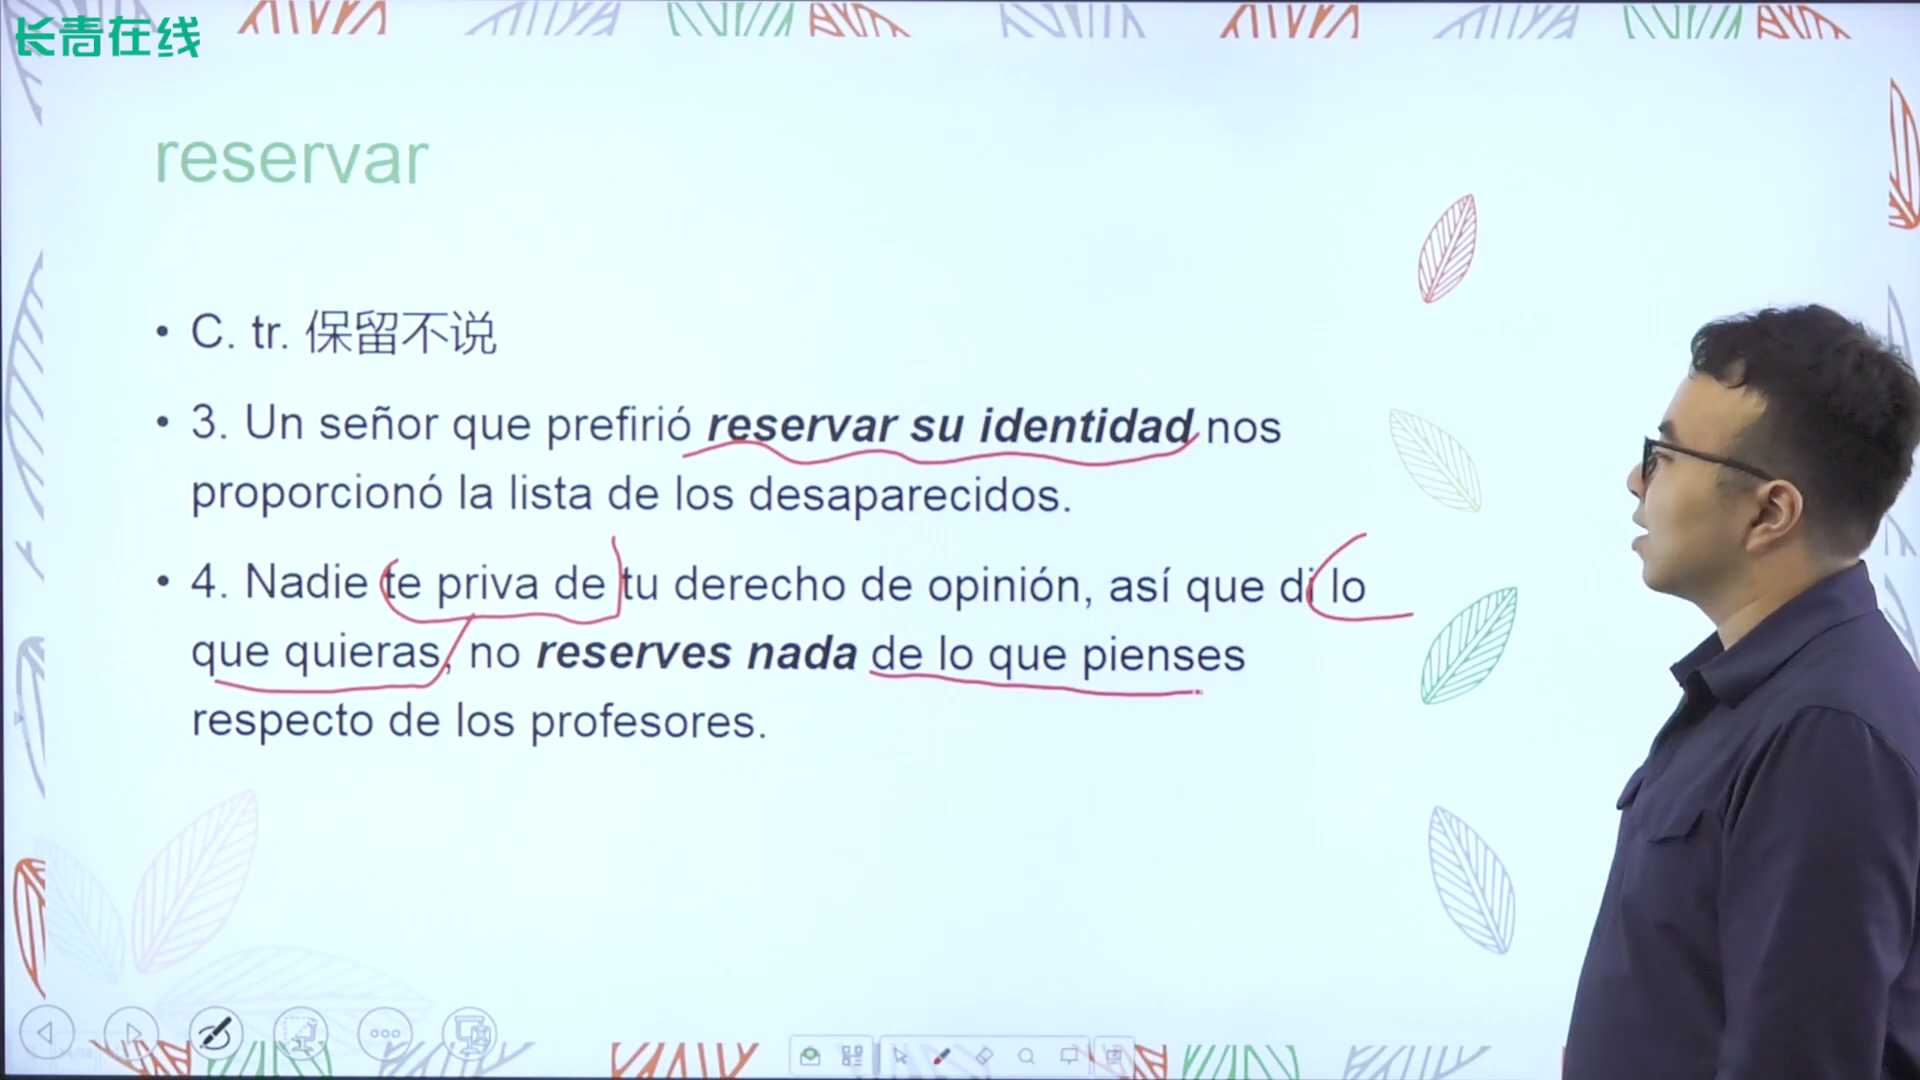 长青在线
reservar
• C. tr. 保留不说
• 3. Un señor que prefirió reservar su identidad nos
proporcionó la lista de los desaparecidos.
• 4. Nadie te priva de tu derecho de opinión, así que di lo
que quieras, no reserves nada de lo que pienses
respecto de los profesores.